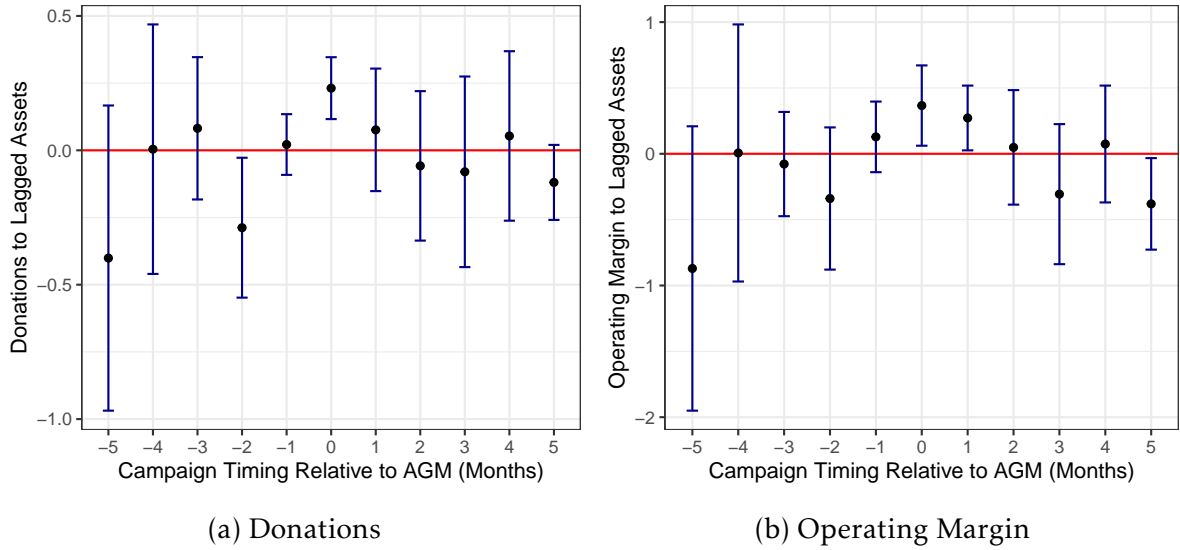 Donations to Lagged Assets
0.5
0.0
−0.5
−1.0
−5 −4 −3 −2 −1 0 1 2 3 4 5
Campaign Timing Relative to AGM (Months)
(a) Donations
Operating Margin to Lagged Assets
1
0
−1
−2
−5 −4 −3 −2 −1 0 1 2 3 4 5
Campaign Timing Relative to AGM (Months)
(b) Operating Margin